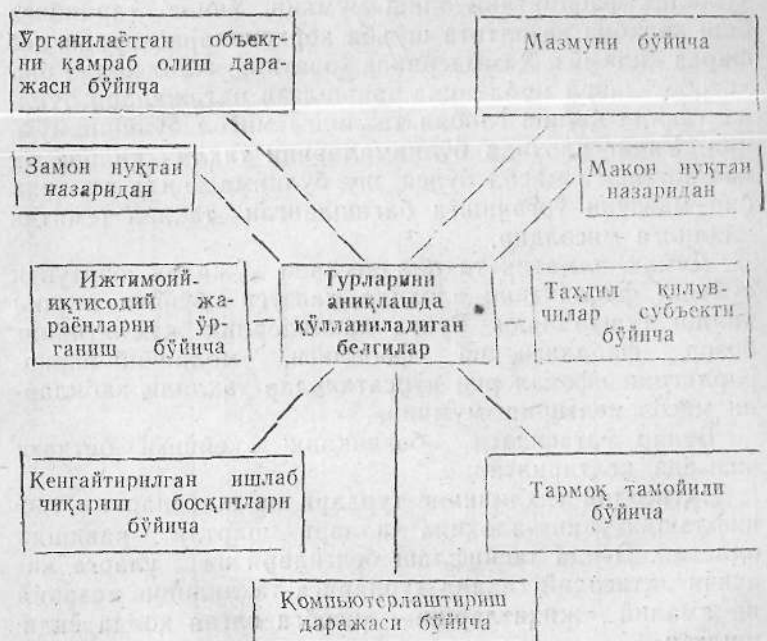 Ўрганилаётган объект-
ни қамраб олиш дара-
жаси бўйича
Мазмуни бўйича
Замон нуқтаи
назаридан
Макон нуқтаи
назаридан
Ижтимоий-
иқтисодий жа-
раёнларни ўр-
ганиш бўйича
Турларини
аниқлашда
қўлланиладиган
белгилар
Таҳлил қилув-
чилар субъекти
бўйича
Кенгайтирилган ишлаб
чиқариш босқичлари
бўйича
Тармоқ тамойили
бўйича
Компьютерлаштириш
даражаси бўйича